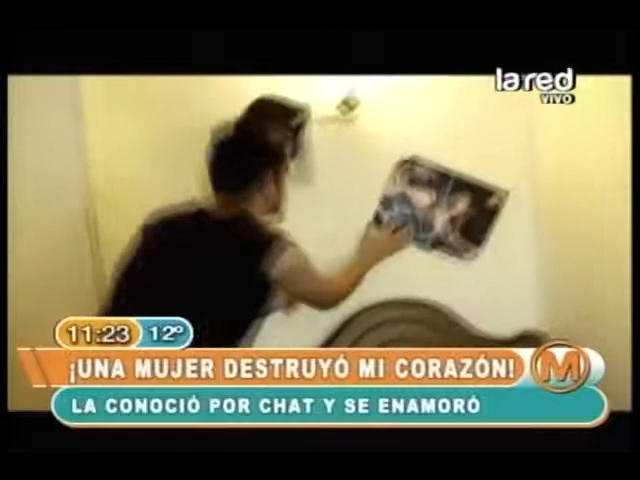 la red
VIVO
11:23 12º
¡UNA MUJER DESTRUYÓ MI CORAZÓN!
M
LA CONOCIÓ POR CHAT Y SE ENAMORÓ